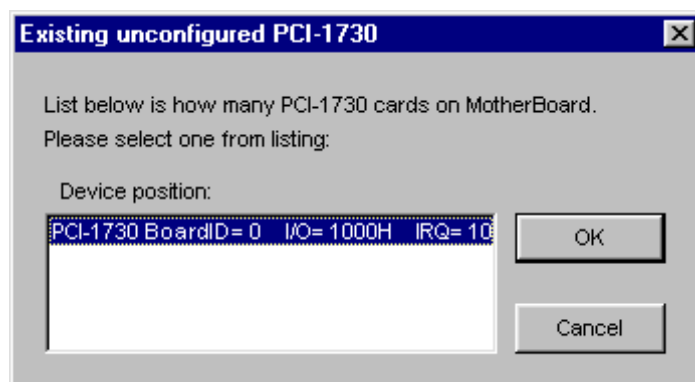 Existing unconfigured PCI-1730
List below is how many PCI-1730 cards on MotherBoard.
Please select one from listing:
Device position:
PCI-1730 BoardID= 0 I/O= 1000H IRQ= 10
OK
Cancel